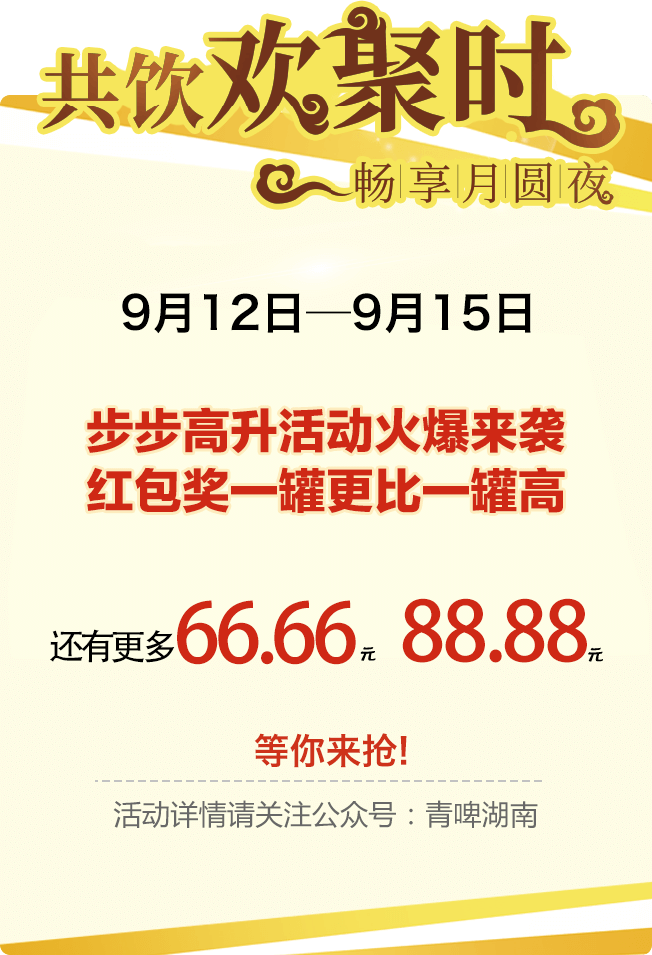 共饮欢聚时
畅|享|月|圆|夜
9月12日—9月15日
步步高升活动火爆来袭
红包奖一罐更比一罐高
还有更多66.66元 88.88元
等你来抢!
活动详情请关注公众号：青啤湖南